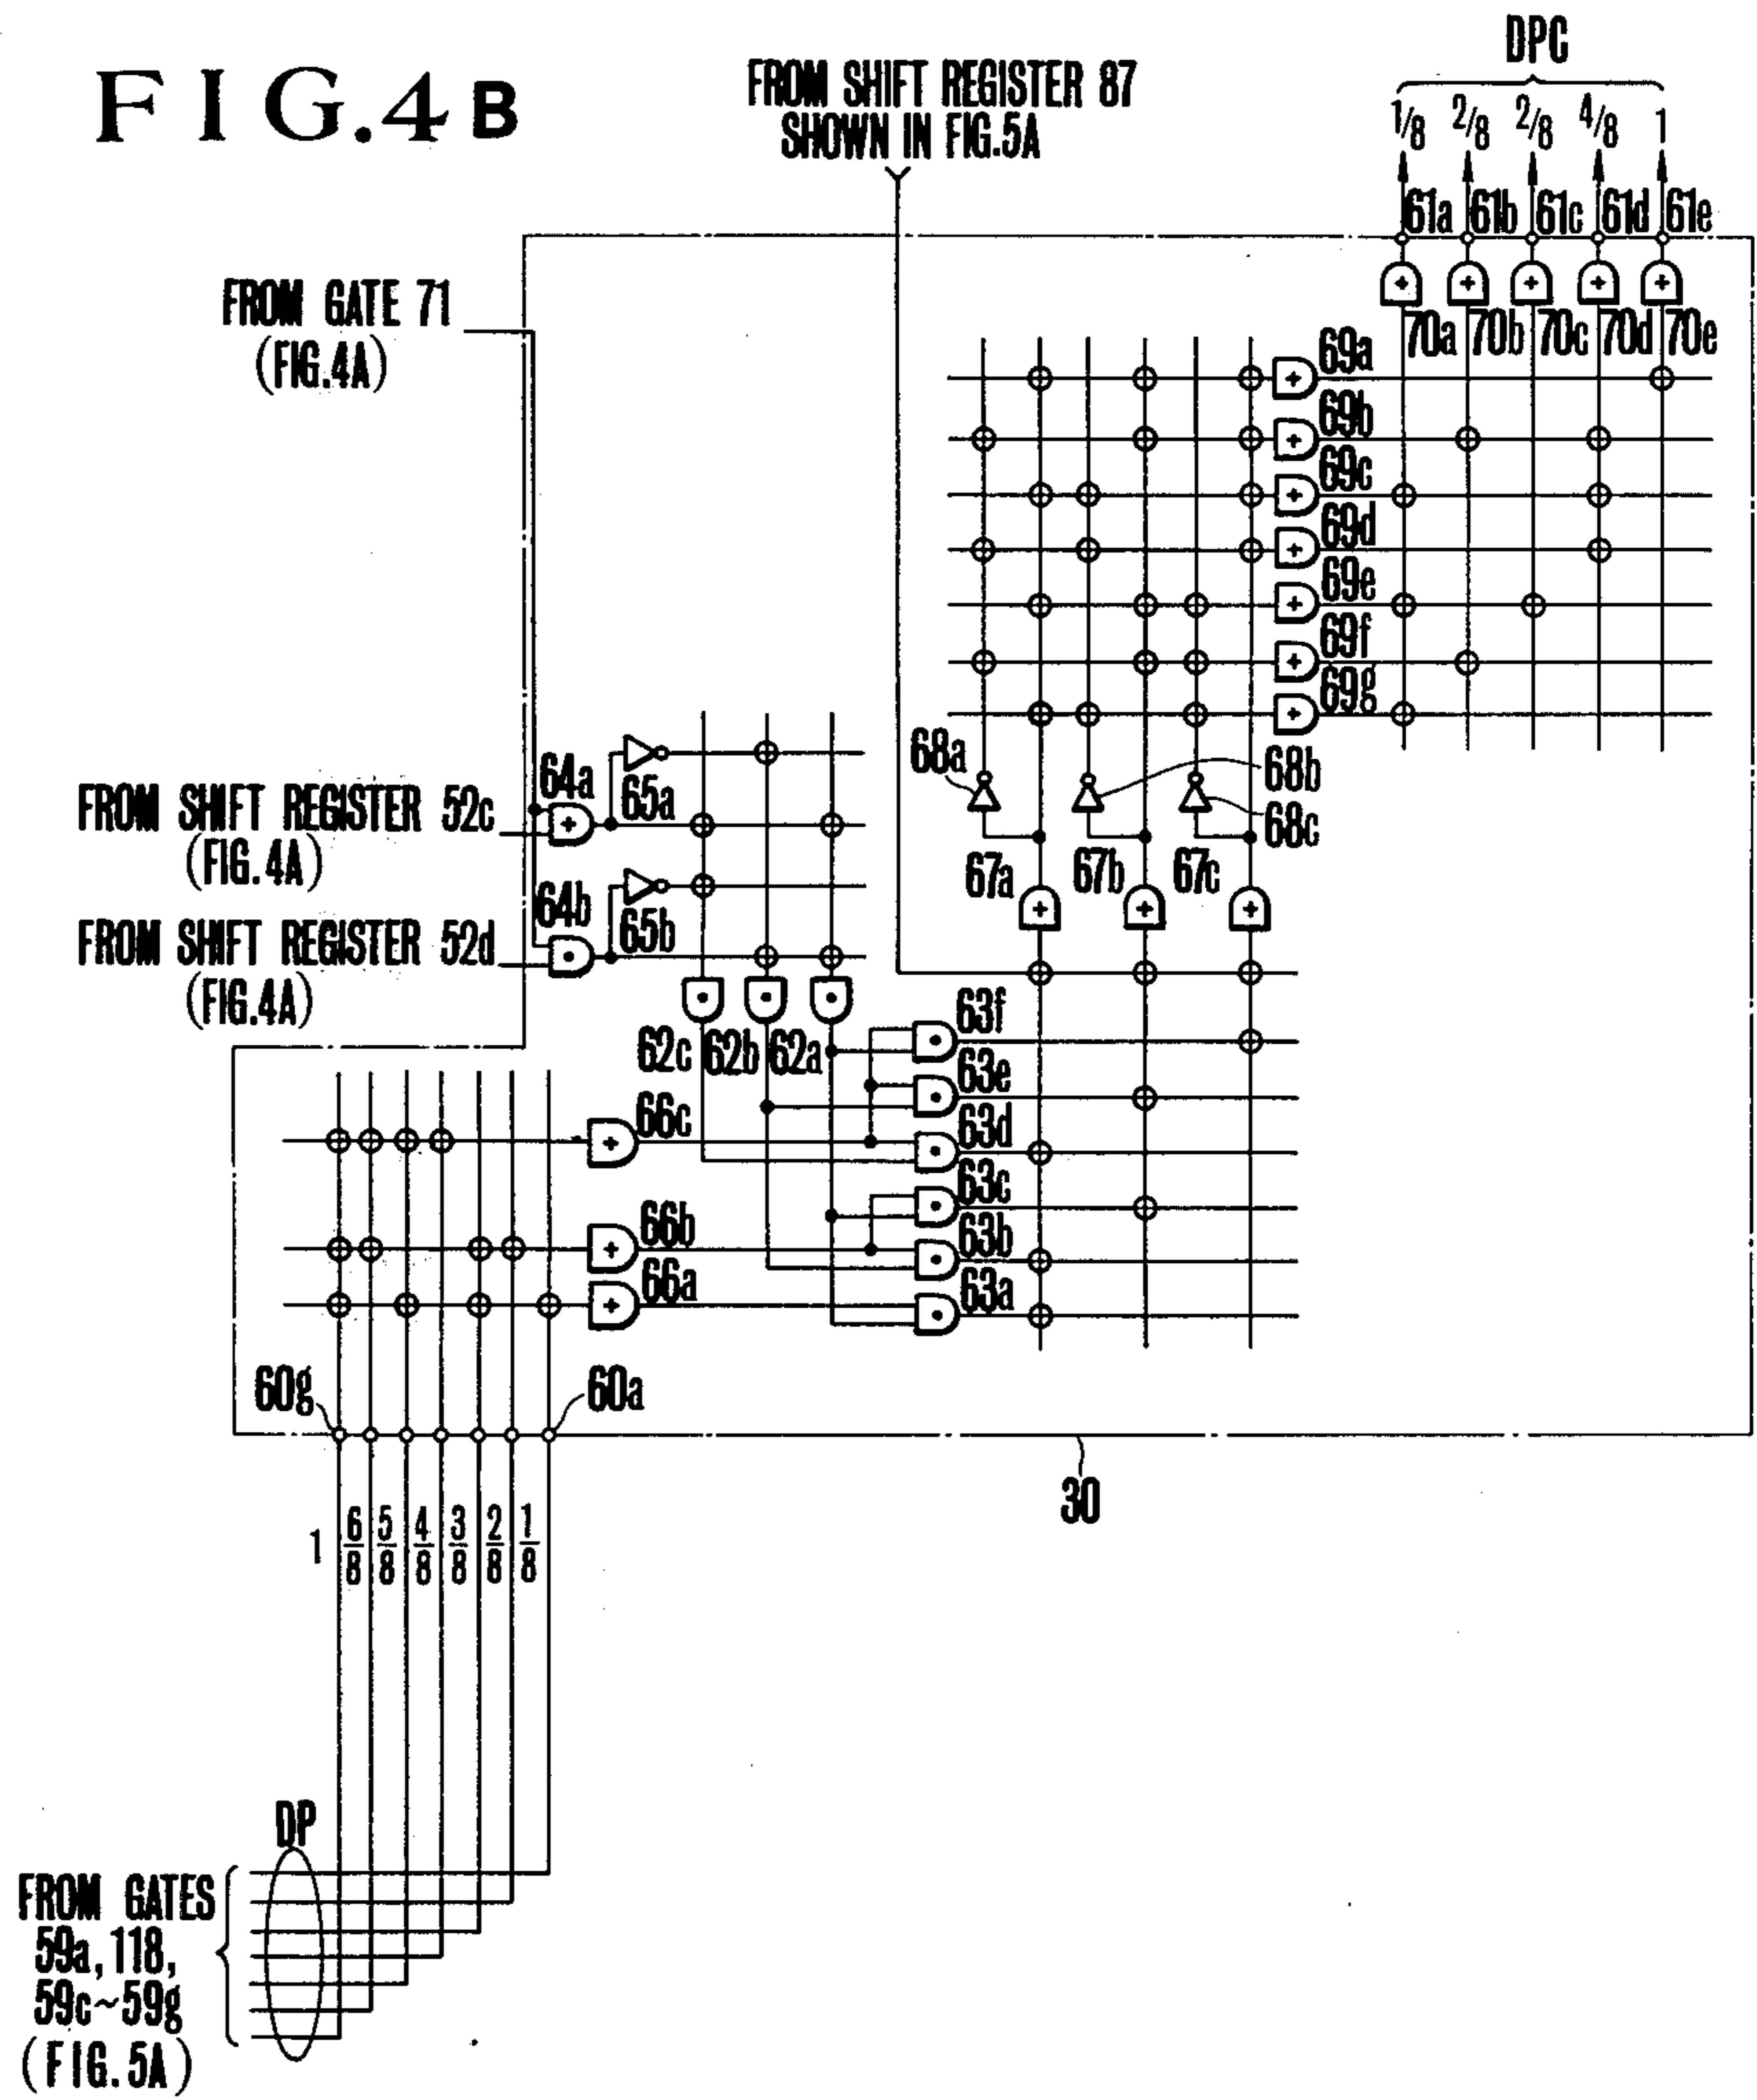 FIG.4B
FROM SHIFT REGISTER 87
SHOWN IN FIG.5A
DPC
1/8 2/8 2/8 4/8 1
61a 61b 61c 61d 61e
FROM GATE 71
(FIG.4A)
70a 70b 70c 70d 70e
69a
69b
69c
69d
69e
69f
69g
68a
68b
68c
64a
65a
FROM SHIFT REGISTER 52c
(FIG.4A)
67a 67b 67c
64b
65b
FROM SHIFT REGISTER 52d
(FIG.4A)
62c 62b 62a
63f
63e
63d
63c
63b
63a
66c
66b
66a
60g
60a
30
1 6/8 5/8 4/8 3/8 2/8 1/8
DP
FROM GATES
59a, 118,
59c~59g
(FIG.5A)